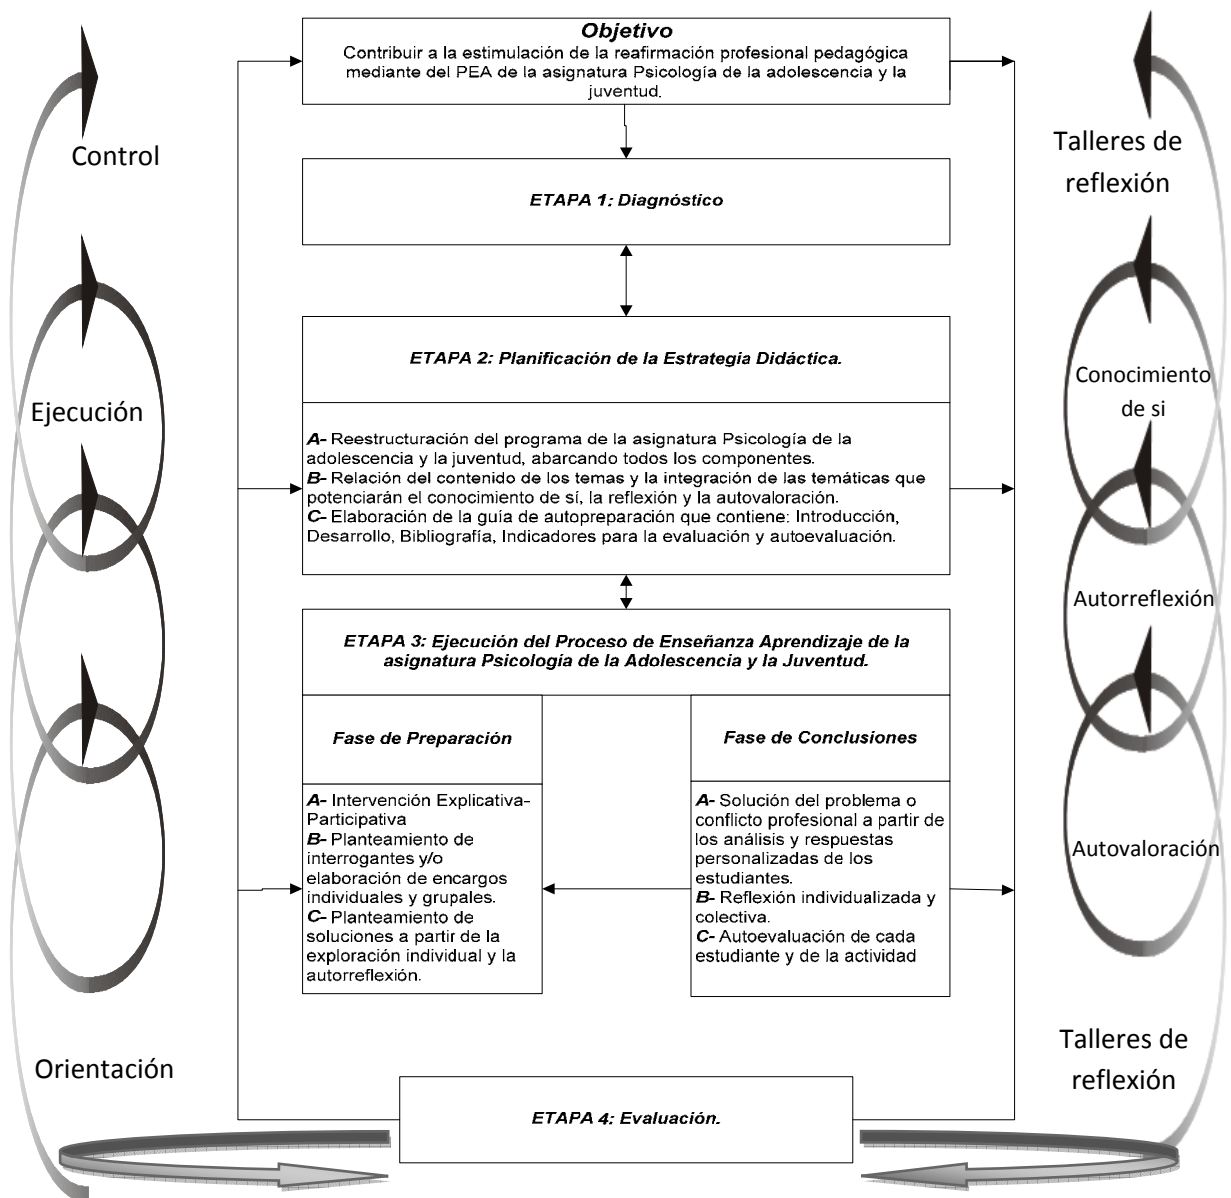 Objetivo
Contribuir a la estimulación de la reafirmación profesional pedagógica
mediante del PEA de la asignatura Psicología de la adolescencia y la
juventud.
Control
Talleres de
reflexión
ETAPA 1: Diagnóstico
ETAPA 2: Planificación de la Estrategia Didáctica.
Ejecución
Conocimiento
de si
A- Reestructuración del programa de la asignatura Psicología de la
adolescencia y la juventud, abarcando todos los componentes.
B- Relación del contenido de los temas y la integración de las temáticas que
potenciarán el conocimiento de sí, la reflexión y la autovaloración.
C- Elaboración de la guía de autopreparación que contiene: Introducción,
Desarrollo, Bibliografía, Indicadores para la evaluación y autoevaluación.
Autorreflexión
ETAPA 3: Ejecución del Proceso de Enseñanza Aprendizaje de la
asignatura Psicología de la Adolescencia y la Juventud.
Fase de Preparación
A- Intervención Explicativa-
Participativa
B- Planteamiento de
interrogantes y/o
elaboración de encargos
individuales y grupales.
C- Planteamiento de
soluciones a partir de la
exploración individual y la
autorreflexión.
Fase de Conclusiones
A- Solución del problema o
conflicto profesional a partir de
los análisis y respuestas
personalizadas de los
estudiantes.
B- Reflexión individualizada y
colectiva.
C- Autoevaluación de cada
estudiante y de la actividad
Autovaloración
Orientación
Talleres de
reflexión
ETAPA 4: Evaluación.